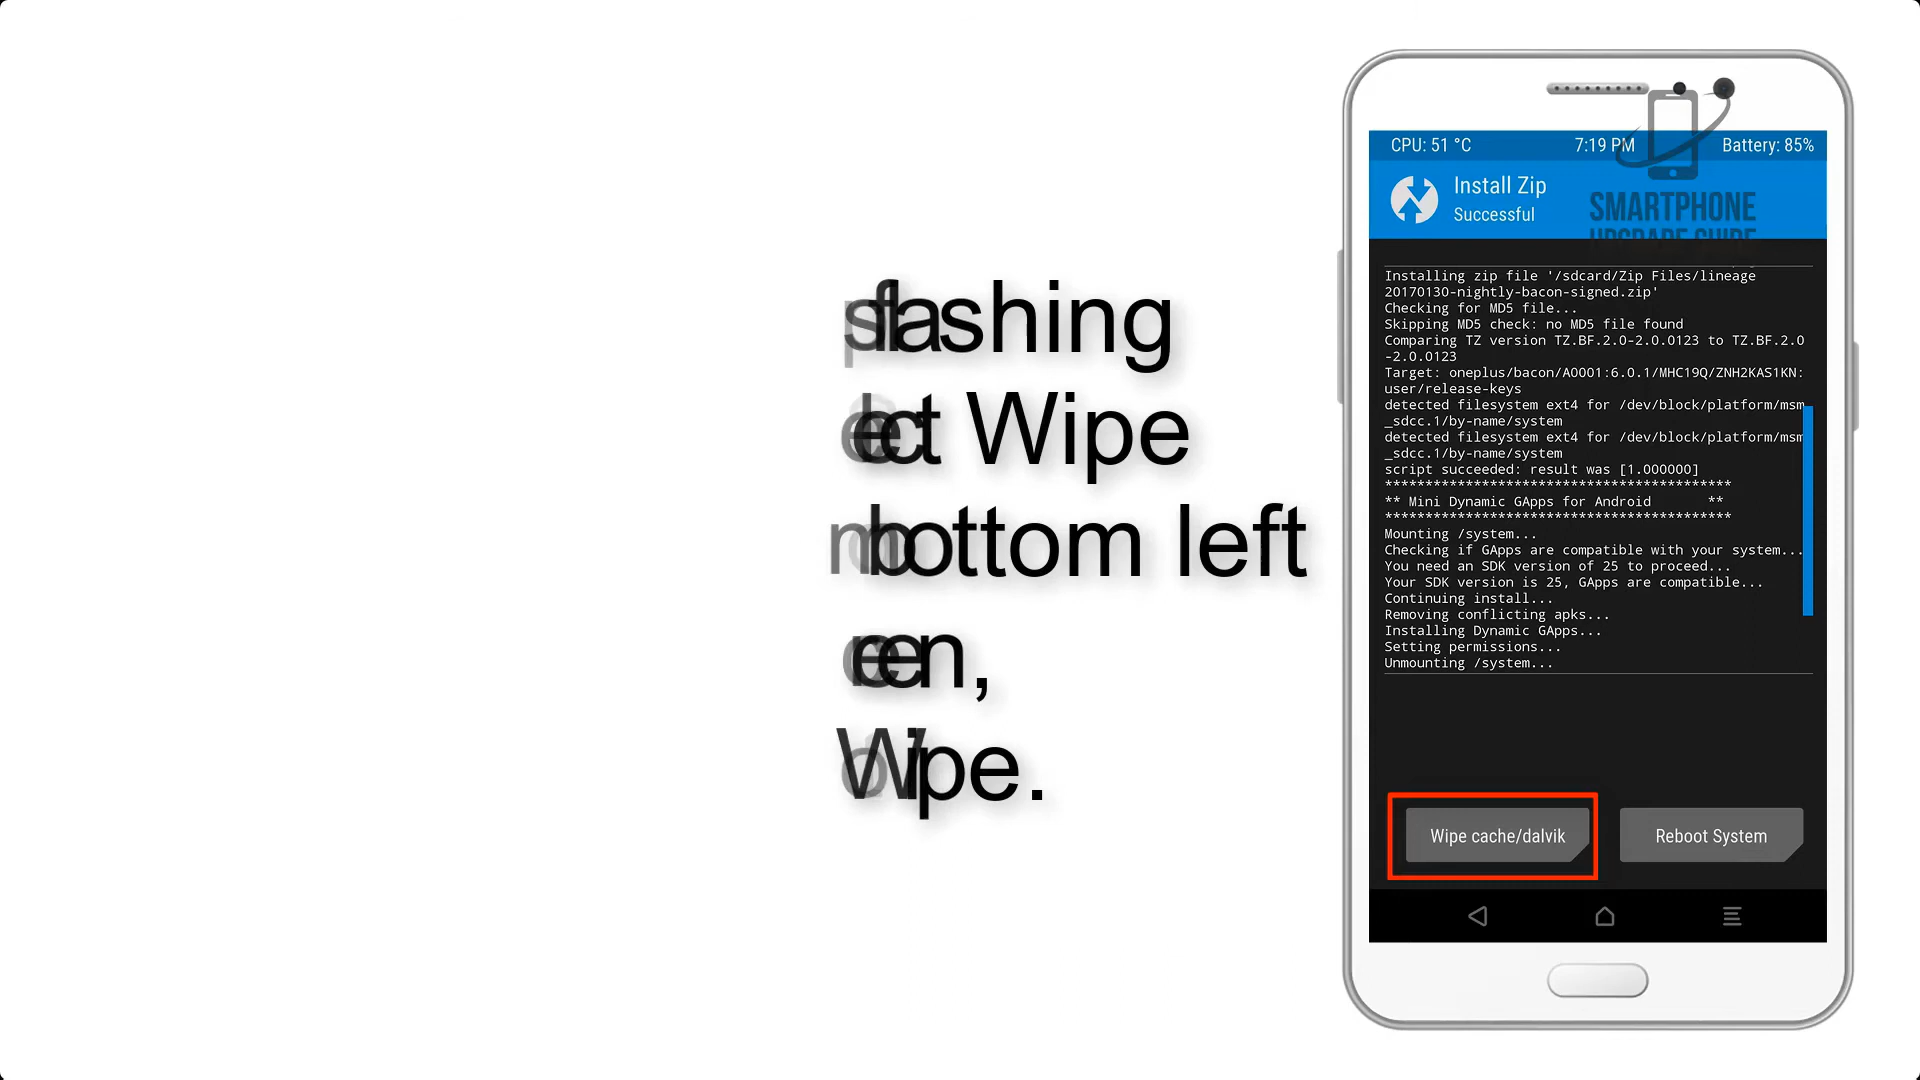 flashing
Wipe
bottom left
Wipe.
CPU: 51 °C 7:19 PM Battery: 85%
Install Zip
Successful
SMARTPHONE
UPGRADE GUIDE
Installing zip file '/sdcard/Zip Files/lineage
20170130-nightly-bacon-signed.zip'
Checking for MD5 file...
Skipping MD5 check: no MD5 file found
Comparing TZ version TZ.BF.2.0-2.0.0123 to TZ.BF.2.0
-2.0.0123
Target: oneplus/bacon/A0001:6.0.1/MHC19Q/ZNH2KAS1KN:
user/release-keys
detected filesystem ext4 for /dev/block/platform/msm
_sdcc.1/by-name/system
detected filesystem ext4 for /dev/block/platform/msm
_sdcc.1/by-name/system
script succeeded: result was [1.000000]
*******************************************
** Mini Dynamic GApps for Android **
*******************************************
Mounting /system...
Checking if GApps are compatible with your system...
You need an SDK version of 25 to proceed...
Your SDK version is 25, GApps are compatible...
Continuing install...
Removing conflicting apks...
Installing Dynamic GApps...
Setting permissions...
Unmounting /system...
Wipe cache/dalvik Reboot System